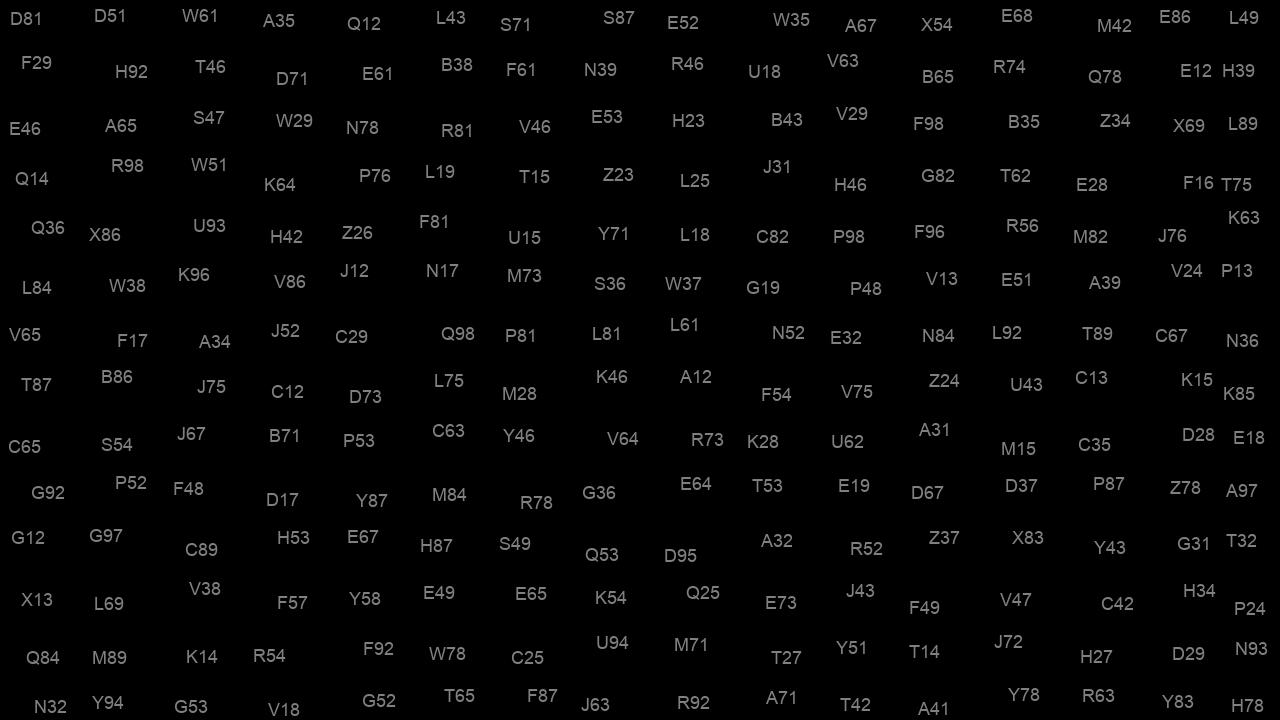 D81 D51 W61 A35 Q12 L43 S71 S87 E52 W35 A67 X54 E68 M42 E86 L49
F29 H92 T46 D71 E61 B38 F61 N39 R46 U18 V63 B65 R74 Q78 E12 H39
E46 A65 S47 W29 N78 R81 V46 E53 H23 B43 V29 F98 B35 Z34 X69 L89
Q14 R98 W51 K64 P76 L19 T15 Z23 L25 J31 H46 G82 T62 E28 F16 T75
Q36 X86 U93 H42 Z26 F81 U15 Y71 L18 C82 P98 F96 R56 M82 J76 K63
L84 W38 K96 V86 J12 N17 M73 S36 W37 G19 P48 V13 E51 A39 V24 P13
V65 F17 A34 J52 C29 Q98 P81 L81 L61 N52 E32 N84 L92 T89 C67 N36
T87 B86 J75 C12 D73 L75 M28 K46 A12 F54 V75 Z24 U43 C13 K15 K85
C65 S54 J67 B71 P53 C63 Y46 V64 R73 K28 U62 A31 M15 C35 D28 E18
G92 P52 F48 D17 Y87 M84 R78 G36 E64 T53 E19 D67 D37 P87 Z78 A97
G12 G97 C89 H53 E67 H87 S49 Q53 D95 A32 R52 Z37 X83 Y43 G31 T32
X13 L69 V38 F57 Y58 E49 E65 K54 Q25 E73 J43 F49 V47 C42 H34 P24
Q84 M89 K14 R54 F92 W78 C25 U94 M71 T27 Y51 T14 J72 H27 D29 N93
N32 Y94 G53 V18 G52 T65 F87 J63 R92 A71 T42 A41 Y78 R63 Y83 H78